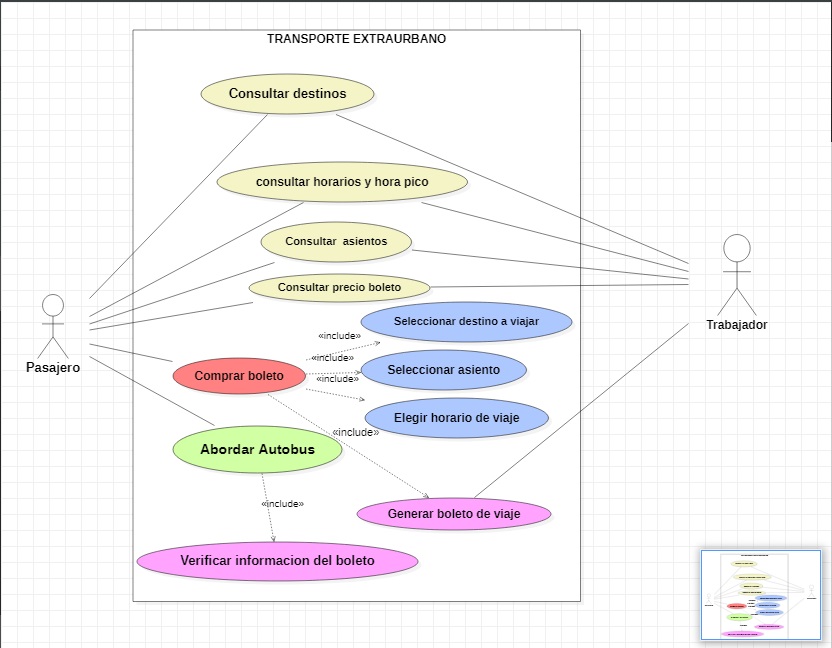 TRANSPORTE EXTRAURBANO
Consultar destinos
consultar horarios y hora pico
Consultar asientos
Consultar precio boleto
Seleccionar destino a viajar
«include»
«include»
Seleccionar asiento
Comprar boleto
«include»
Elegir horario de viaje
«include»
Abordar Autobus
«include»
Generar boleto de viaje
Verificar informacion del boleto
Pasajero
Trabajador